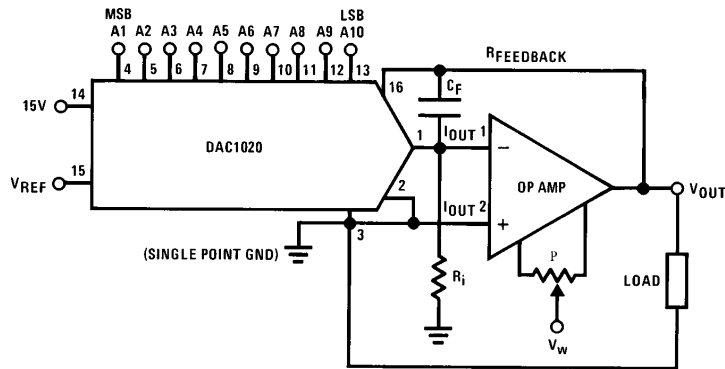 MSB LSB
A1 A2 A3 A4 A5 A6 A7 A8 A9 A10
4 5 6 7 8 9 10 11 12 13
RFEEDBACK
16
CF
14
15V
DAC1020
1
IOUT 1
−
15
VREF
2
IOUT 2
+
OP AMP
VOUT
3
(SINGLE POINT GND)
Ri
P
LOAD
Vw